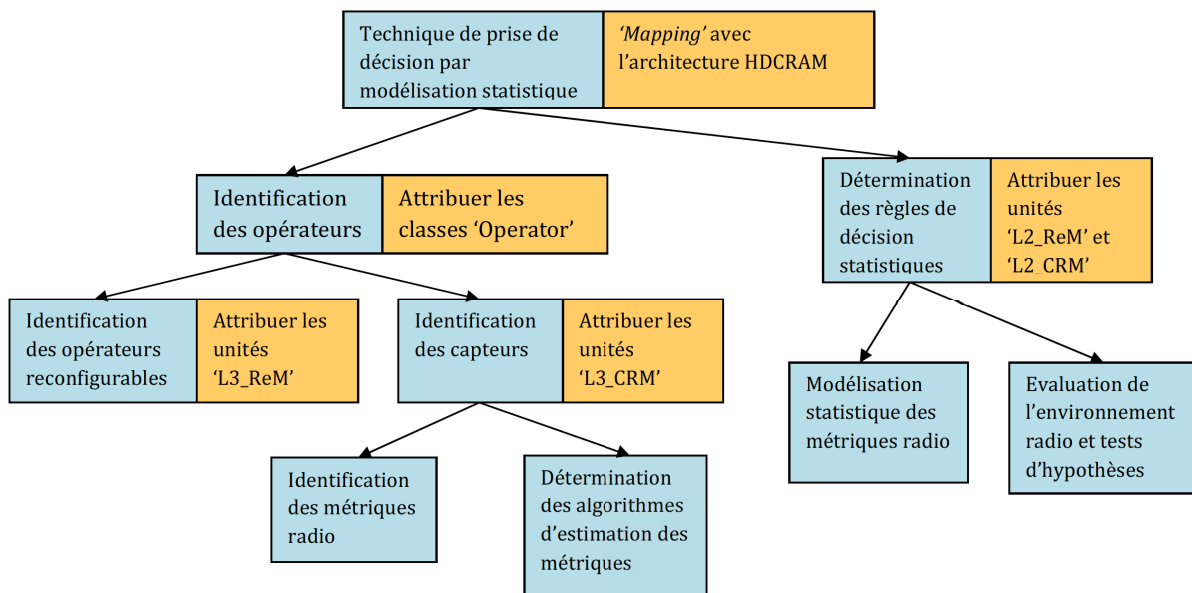 Technique de prise de
décision par
modélisation statistique
‘Mapping’ avec
l’architecture HDCRAM
Identification
des opérateurs
Attribuer les
classes ‘Operator’
Détermination
des règles de
décision
statistiques
Attribuer les
unités
‘L2_ReM’ et
‘L2_CRM’
Identification
des opérateurs
reconfigurables
Attribuer les
unités
‘L3_ReM’
Identification
des capteurs
Attribuer les
unités
‘L3_CRM’
Modélisation
statistique des
métriques radio
Evaluation de
l’environnement
radio et tests
d’hypothèses
Identification
des métriques
radio
Détermination
des algorithmes
d’estimation des
métriques